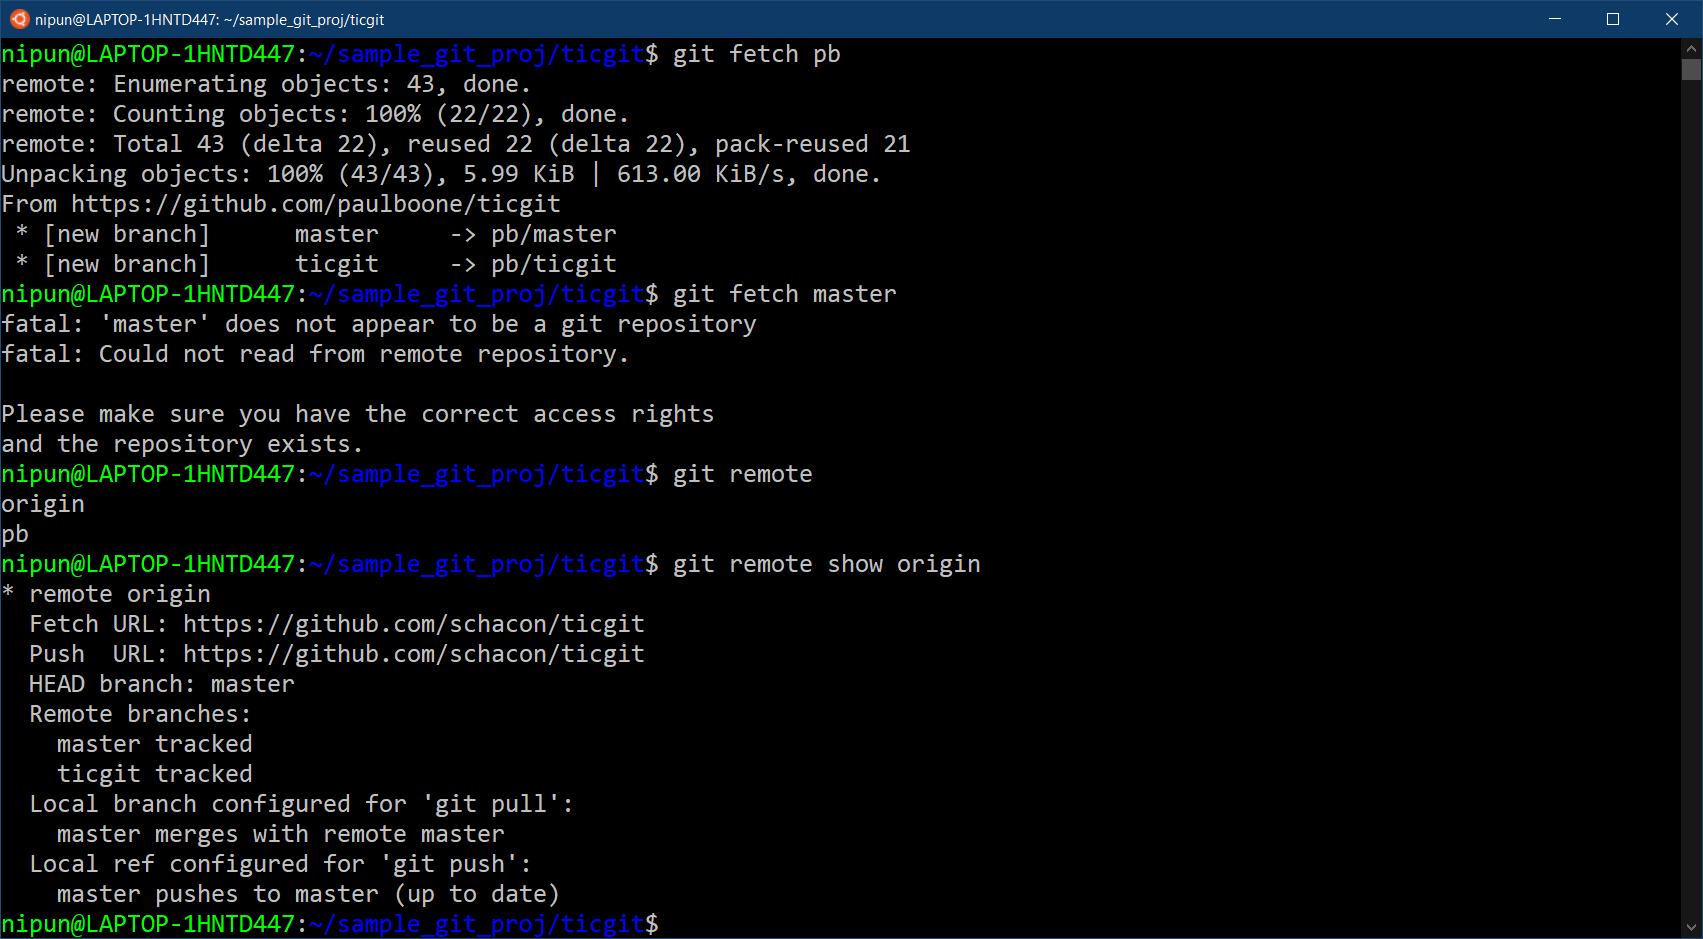 nipun@LAPTOP-1HNTD447: ~/sample_git_proj/ticgit
nipun@LAPTOP-1HNTD447:~/sample_git_proj/ticgit$ git fetch pb
remote: Enumerating objects: 43, done.
remote: Counting objects: 100% (22/22), done.
remote: Total 43 (delta 22), reused 22 (delta 22), pack-reused 21
Unpacking objects: 100% (43/43), 5.99 KiB | 613.00 KiB/s, done.
From https://github.com/paulboone/ticgit
 * [new branch]      master     -> pb/master
 * [new branch]      ticgit     -> pb/ticgit
nipun@LAPTOP-1HNTD447:~/sample_git_proj/ticgit$ git fetch master
fatal: 'master' does not appear to be a git repository
fatal: Could not read from remote repository.

Please make sure you have the correct access rights
and the repository exists.
nipun@LAPTOP-1HNTD447:~/sample_git_proj/ticgit$ git remote
origin
pb
nipun@LAPTOP-1HNTD447:~/sample_git_proj/ticgit$ git remote show origin
* remote origin
  Fetch URL: https://github.com/schacon/ticgit
  Push  URL: https://github.com/schacon/ticgit
  HEAD branch: master
  Remote branches:
    master tracked
    ticgit tracked
  Local branch configured for 'git pull':
    master merges with remote master
  Local ref configured for 'git push':
    master pushes to master (up to date)
nipun@LAPTOP-1HNTD447:~/sample_git_proj/ticgit$